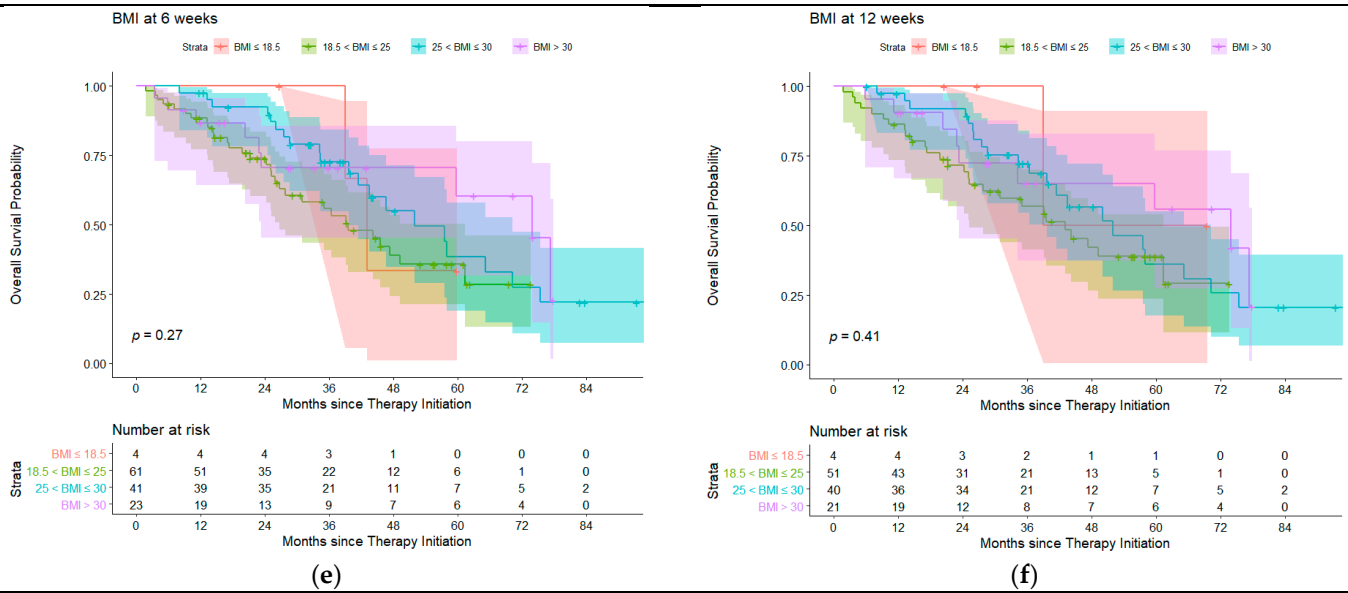 BMI at 6 weeks
Strata BMI ≤ 18.5 18.5 < BMI ≤ 25 25 < BMI ≤ 30 BMI > 30
Overall Survival Probability
1.00
0.75
0.50
0.25
0.00
p = 0.27
0 12 24 36 48 60 72 84
Months since Therapy Initiation
Number at risk
Strata
BMI ≤ 18.5 4 4 4 3 1 0 0 0
18.5 < BMI ≤ 25 61 51 35 22 12 6 1 0
25 < BMI ≤ 30 41 39 35 21 11 7 5 2
BMI > 30 23 19 13 9 7 6 4 0
0 12 24 36 48 60 72 84
Months since Therapy Initiation
(e)
BMI at 12 weeks
Strata BMI ≤ 18.5 18.5 < BMI ≤ 25 25 < BMI ≤ 30 BMI > 30
Overall Survival Probability
1.00
0.75
0.50
0.25
0.00
p = 0.41
0 12 24 36 48 60 72 84
Months since Therapy Initiation
Number at risk
Strata
BMI ≤ 18.5 4 4 3 2 1 1 0 0
18.5 < BMI ≤ 25 51 43 31 21 13 5 1 0
25 < BMI ≤ 30 40 36 34 21 12 7 5 2
BMI > 30 21 19 12 8 7 6 4 0
0 12 24 36 48 60 72 84
Months since Therapy Initiation
(f)